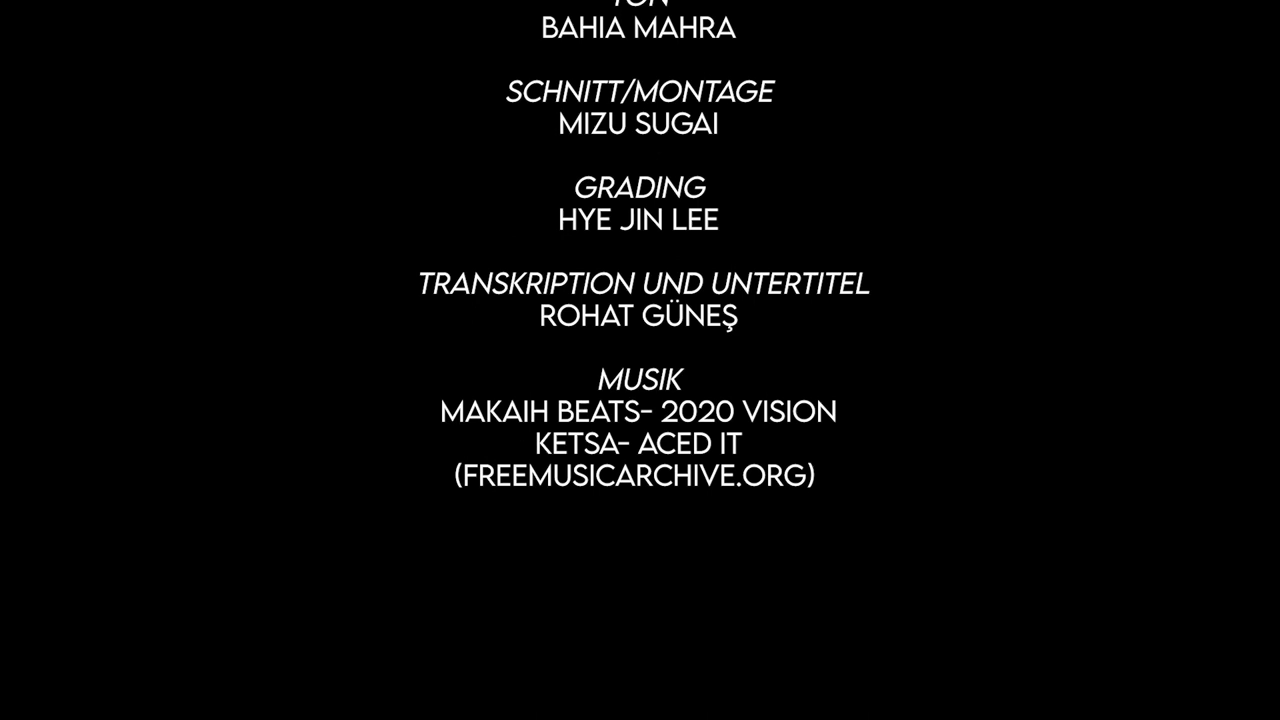 TON
BAHIA MAHRA
SCHNITT/MONTAGE
MIZU SUGAI
GRADING
HYE JIN LEE
TRANSKRIPTION UND UNTERTITEL
ROHAT GÜNEŞ
MUSIK
MAKAIH BEATS- 2020 VISION
KETSA- ACED IT
(FREEMUSICARCHIVE.ORG)